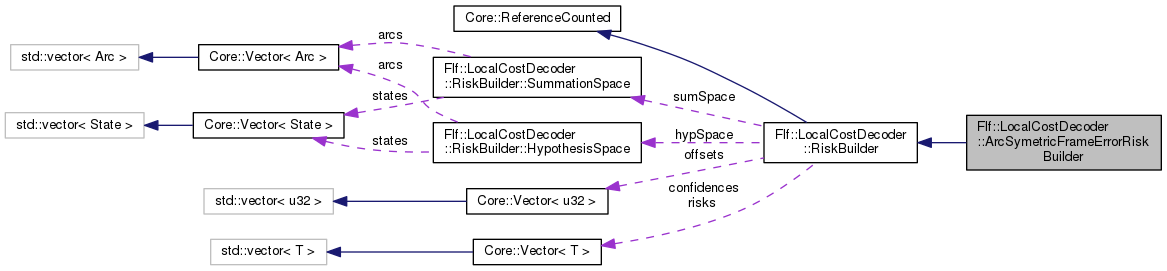 Core::ReferenceCounted
std::vector< Arc >
Core::Vector< Arc >
arcs
arcs
Flf::LocalCostDecoder
::RiskBuilder::SummationSpace
states
sumSpace
std::vector< State >
Core::Vector< State >
states
Flf::LocalCostDecoder
::RiskBuilder::HypothesisSpace
hypSpace
offsets
Flf::LocalCostDecoder
::RiskBuilder
Flf::LocalCostDecoder
::ArcSymetricFrameErrorRisk
Builder
std::vector< u32 >
Core::Vector< u32 >
confidences
risks
std::vector< T >
Core::Vector< T >